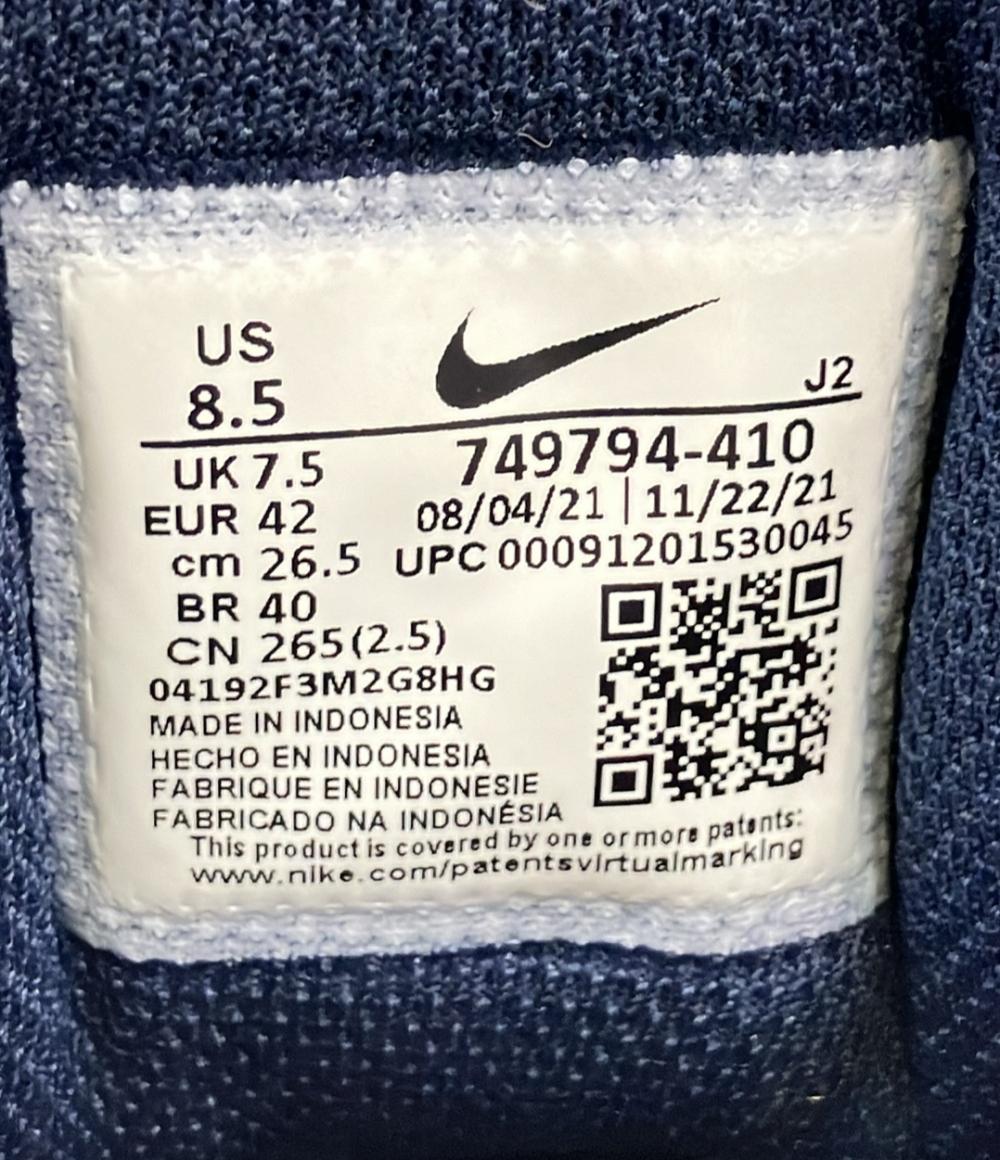 US
8.5
J2
UK 7.5
749794-410
EUR 42
08/04/21 | 11/22/21
cm 26.5
UPC 00091201530045
BR 40
CN 265(2.5)
04192F3M2G8HG
MADE IN INDONESIA
HECHO EN INDONESIA
FABRIQUE EN INDONESIE
FABRICADO NA INDONÉSIA
This product is covered by one or more patents:
www.nike.com/patentsvirtualmarking